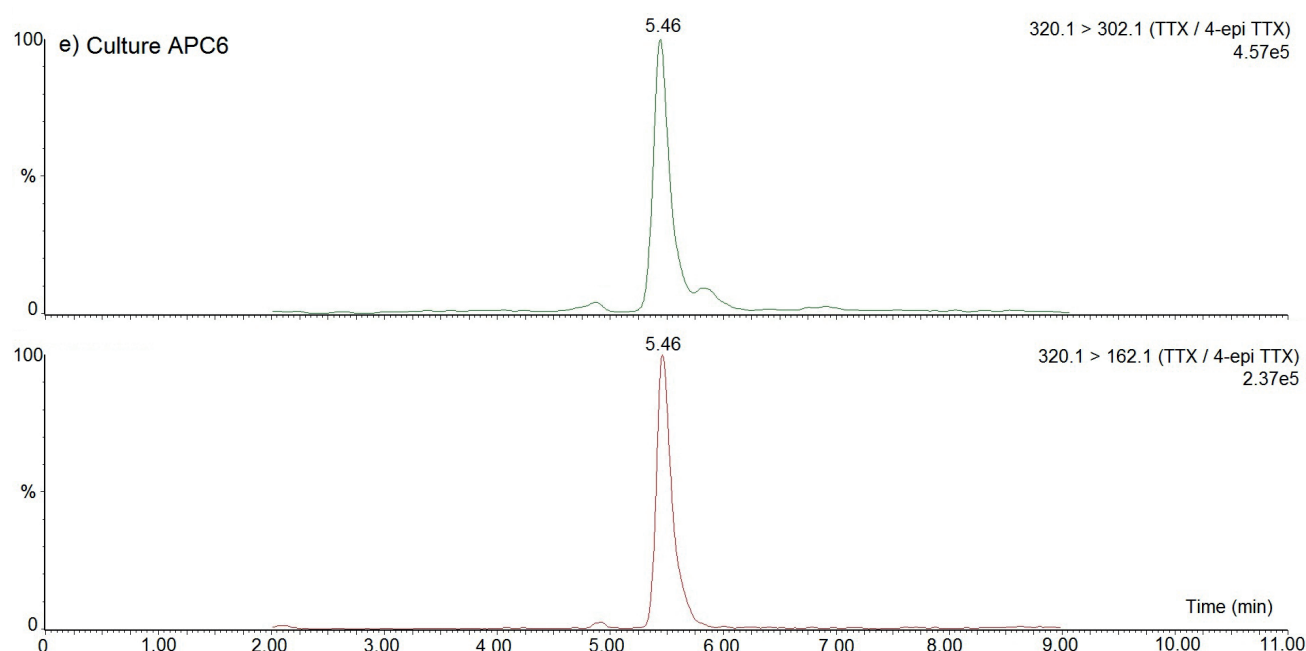 5.46
320.1 > 302.1 (TTX / 4-epi TTX)
4.57e5
100
e) Culture APC6
%
0
5.46
320.1 > 162.1 (TTX / 4-epi TTX)
2.37e5
100
%
Time (min)
0
0 1.00 2.00 3.00 4.00 5.00 6.00 7.00 8.00 9.00 10.00 11.00